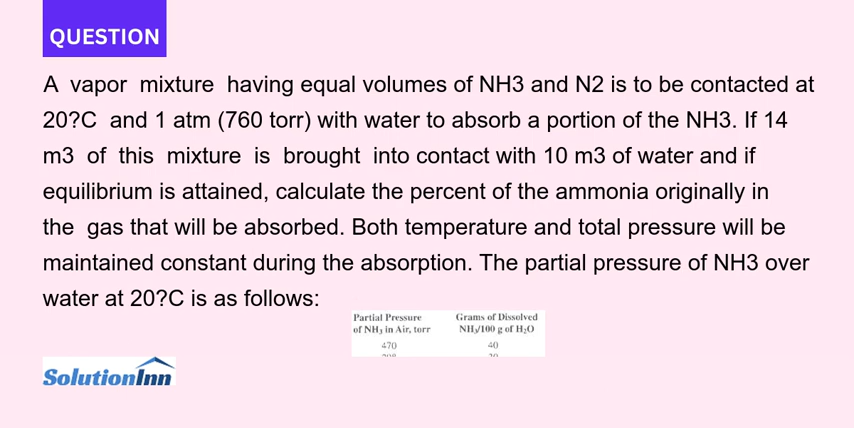 QUESTION
A vapor mixture having equal volumes of NH3 and N2 is to be contacted at
20?C and 1 atm (760 torr) with water to absorb a portion of the NH3. If 14
m3 of this mixture is brought into contact with 10 m3 of water and if
equilibrium is attained, calculate the percent of the ammonia originally in
the gas that will be absorbed. Both temperature and total pressure will be
maintained constant during the absorption. The partial pressure of NH3 over
water at 20?C is as follows:
Partial Pressure Grams of Dissolved
of NH₃ in Air, torr NH₃/100 g of H₂O
470 40
SolutionInn